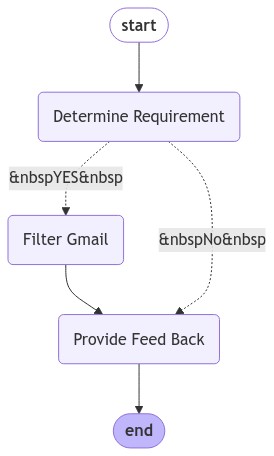 start
Determine Requirement
&nbspYES&nbsp
Filter Gmail
&nbspNo&nbsp
Provide Feed Back
end